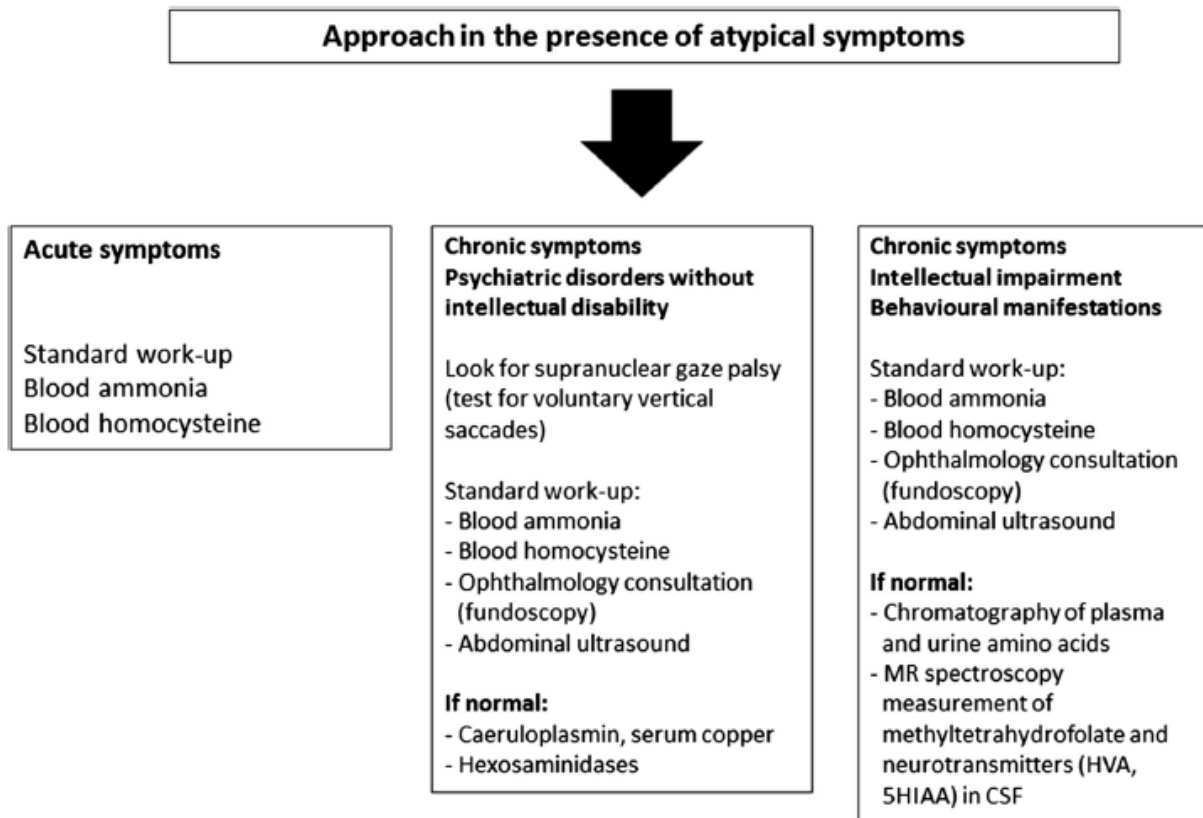 Approach in the presence of atypical symptoms
Acute symptoms
Standard work-up
Blood ammonia
Blood homocysteine
Chronic symptoms
Psychiatric disorders without
intellectual disability
Look for supranuclear gaze palsy
(test for voluntary vertical
saccades)
Standard work-up:
- Blood ammonia
- Blood homocysteine
- Ophthalmology consultation
(fundoscopy)
- Abdominal ultrasound
If normal:
- Caeruloplasmin, serum copper
- Hexosaminidases
Chronic symptoms
Intellectual impairment
Behavioural manifestations
Standard work-up:
- Blood ammonia
- Blood homocysteine
- Ophthalmology consultation
(fundoscopy)
- Abdominal ultrasound
If normal:
- Chromatography of plasma
and urine amino acids
- MR spectroscopy
measurement of
methyltetrahydrofolate and
neurotransmitters (HVA,
5HIAA) in CSF